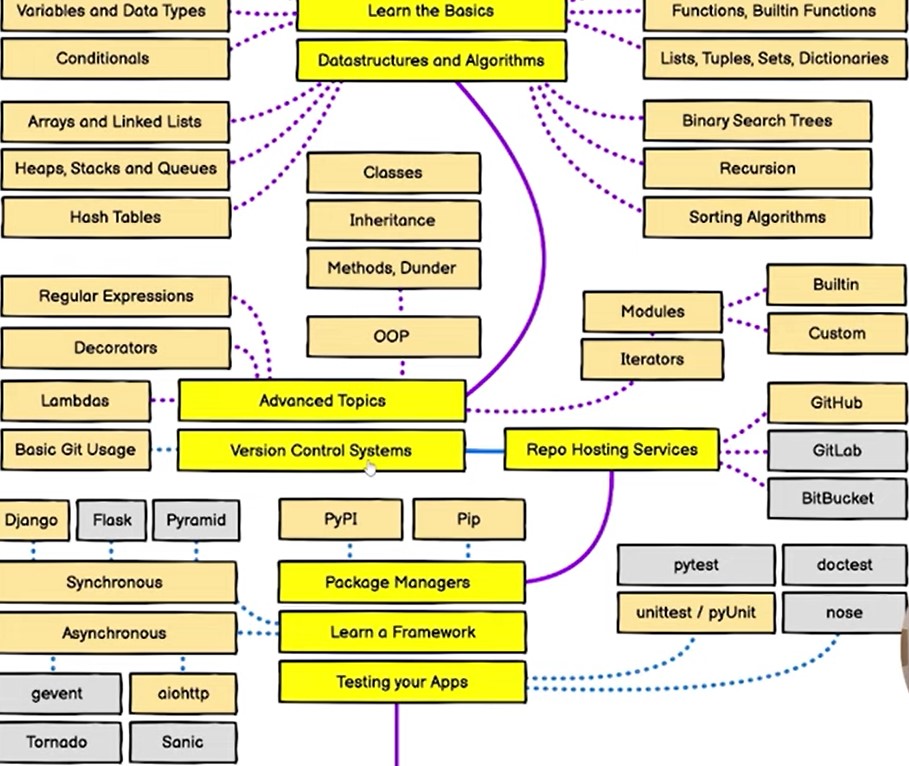 Variables and Data Types
Learn the Basics
Functions, Builtin Functions
Conditionals
Datastructures and Algorithms
Lists, Tuples, Sets, Dictionaries
Arrays and Linked Lists
Binary Search Trees
Heaps, Stacks and Queues
Classes
Recursion
Hash Tables
Inheritance
Sorting Algorithms
Methods, Dunder
Regular Expressions
Builtin
Modules
OOP
Custom
Decorators
Iterators
Lambdas
Advanced Topics
GitHub
Basic Git Usage
Version Control Systems
Repo Hosting Services
GitLab
BitBucket
Django
Flask
Pyramid
PyPI
Pip
pytest
doctest
Synchronous
Package Managers
unittest / pyUnit
nose
Asynchronous
Learn a Framework
gevent
aiohttp
Testing your Apps
Tornado
Sanic